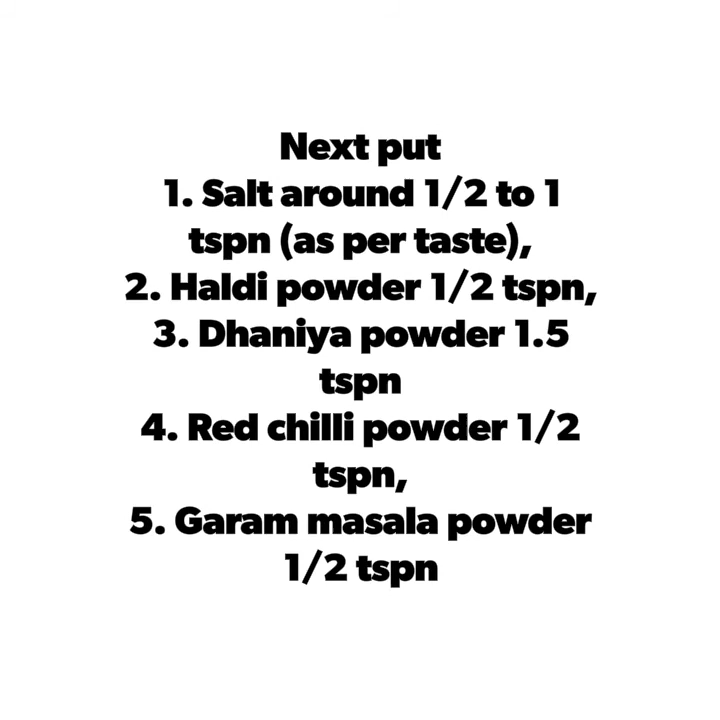 Next put
1. Salt around 1/2 to 1
tspn (as per taste),
2. Haldi powder 1/2 tspn,
3. Dhaniya powder 1.5
tspn
4. Red chilli powder 1/2
tspn,
5. Garam masala powder
1/2 tspn